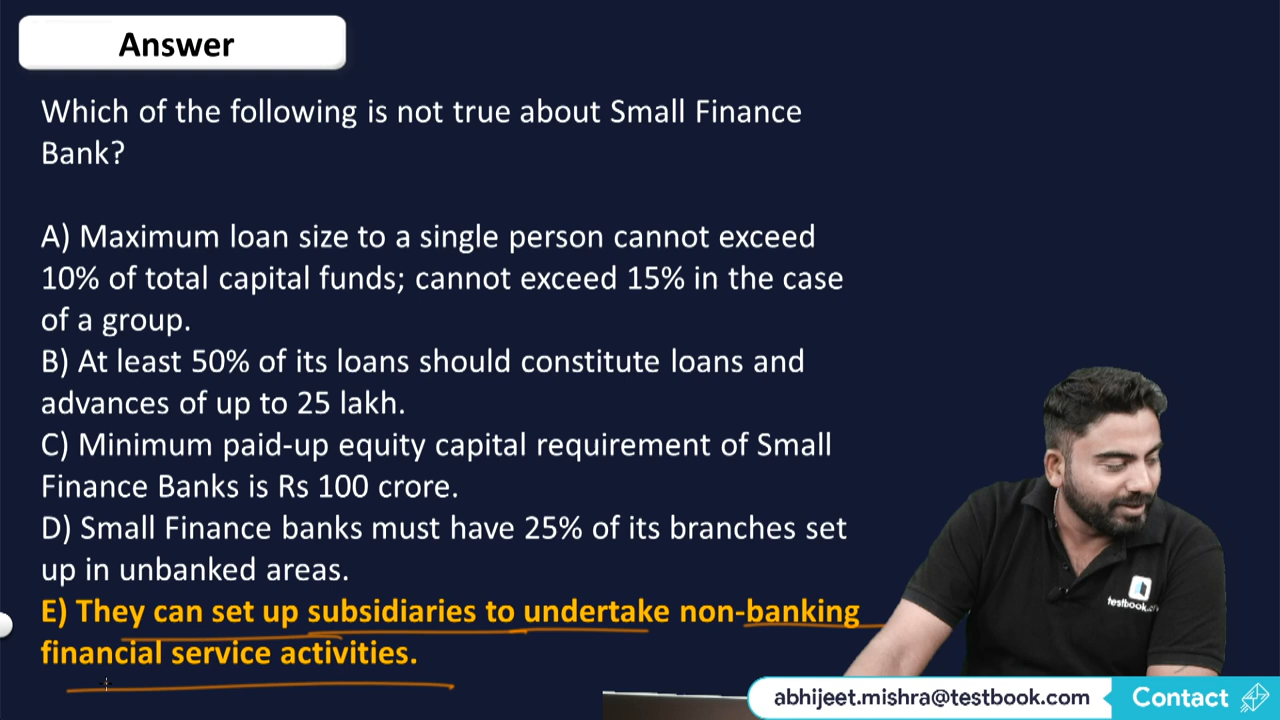 Answer
Which of the following is not true about Small Finance
Bank?
A) Maximum loan size to a single person cannot exceed
10% of total capital funds; cannot exceed 15% in the case
of a group.
B) At least 50% of its loans should constitute loans and
advances of up to 25 lakh.
C) Minimum paid-up equity capital requirement of Small
Finance Banks is Rs 100 crore.
D) Small Finance banks must have 25% of its branches set
up in unbanked areas.
E) They can set up subsidiaries to undertake non-banking
financial service activities.
abhijeet.mishra@testbook.com
Contact